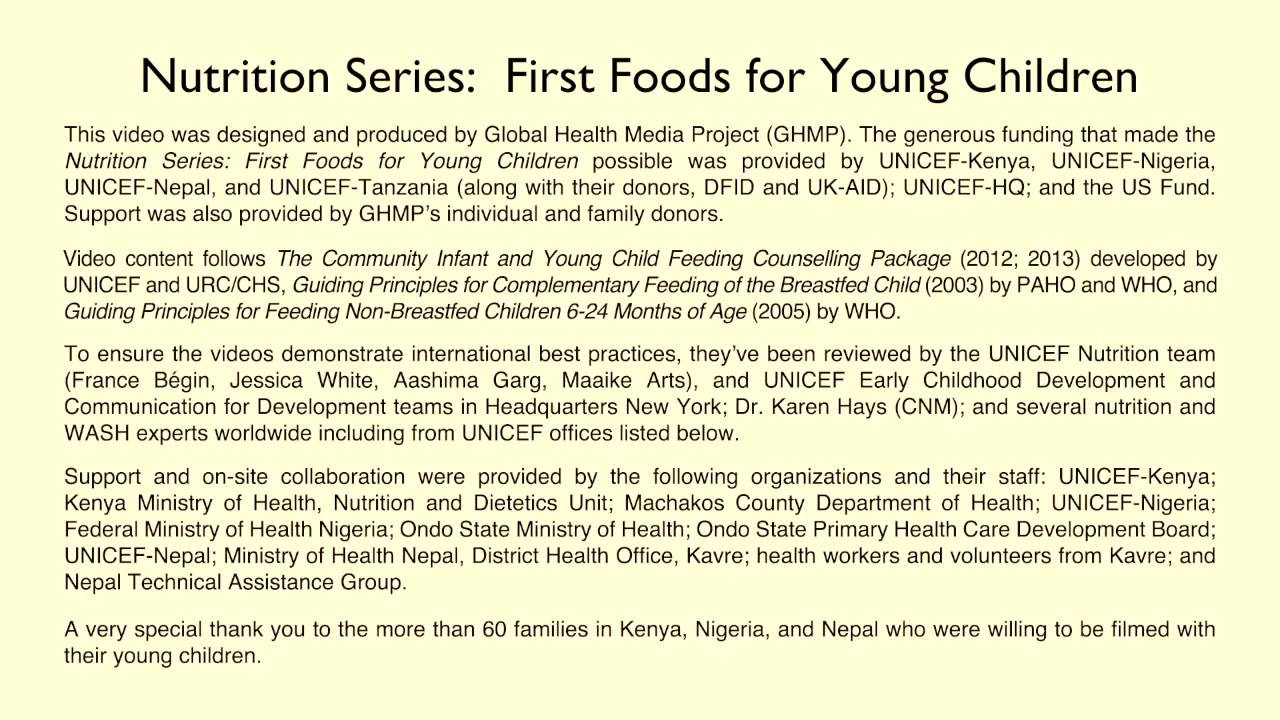 Nutrition Series:  First Foods for Young Children
This video was designed and produced by Global Health Media Project (GHMP). The generous funding that made the
Nutrition Series: First Foods for Young Children possible was provided by UNICEF-Kenya, UNICEF-Nigeria,
UNICEF-Nepal, and UNICEF-Tanzania (along with their donors, DFID and UK-AID); UNICEF-HQ; and the US Fund.
Support was also provided by GHMP’s individual and family donors.
Video content follows The Community Infant and Young Child Feeding Counselling Package (2012; 2013) developed by
UNICEF and URC/CHS, Guiding Principles for Complementary Feeding of the Breastfed Child (2003) by PAHO and WHO, and
Guiding Principles for Feeding Non-Breastfed Children 6-24 Months of Age (2005) by WHO.
To ensure the videos demonstrate international best practices, they’ve been reviewed by the UNICEF Nutrition team
(France Bégin, Jessica White, Aashima Garg, Maaike Arts), and UNICEF Early Childhood Development and
Communication for Development teams in Headquarters New York; Dr. Karen Hays (CNM); and several nutrition and
WASH experts worldwide including from UNICEF offices listed below.
Support and on-site collaboration were provided by the following organizations and their staff: UNICEF-Kenya;
Kenya Ministry of Health, Nutrition and Dietetics Unit; Machakos County Department of Health; UNICEF-Nigeria;
Federal Ministry of Health Nigeria; Ondo State Ministry of Health; Ondo State Primary Health Care Development Board;
UNICEF-Nepal; Ministry of Health Nepal, District Health Office, Kavre; health workers and volunteers from Kavre; and
Nepal Technical Assistance Group.
A very special thank you to the more than 60 families in Kenya, Nigeria, and Nepal who were willing to be filmed with
their young children.